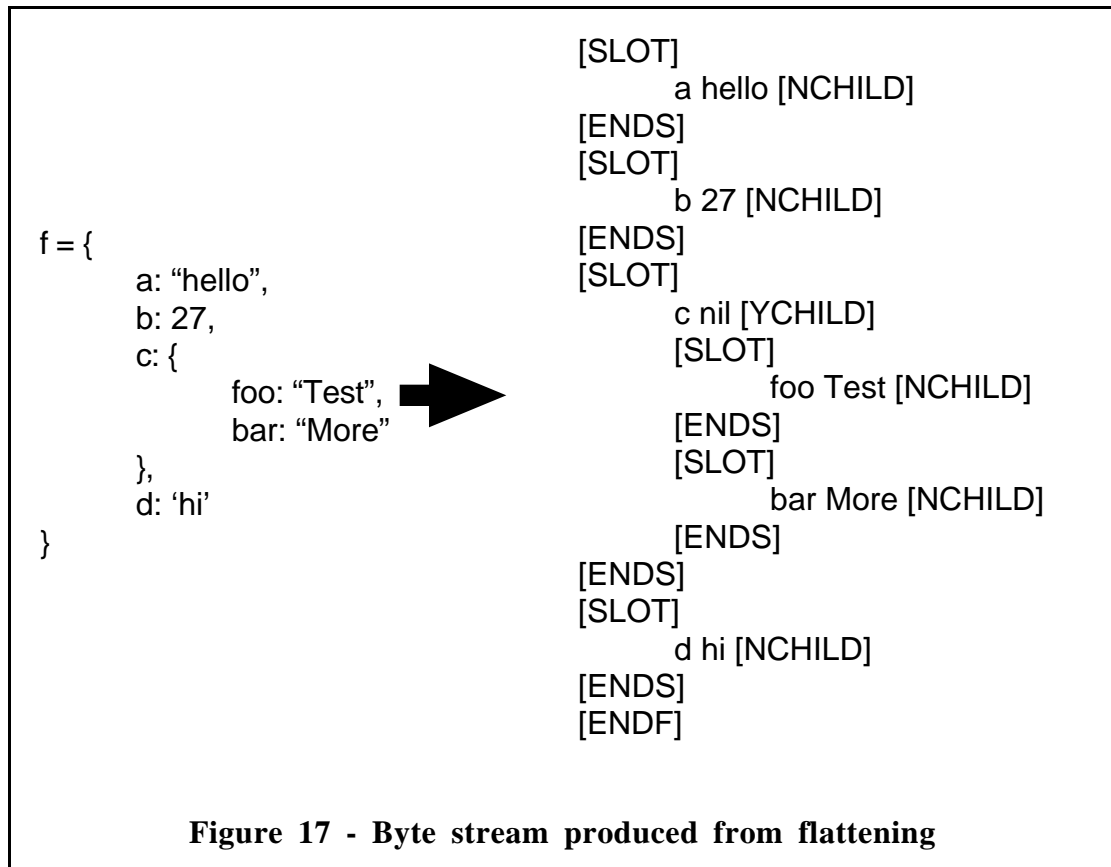 f = {
a: “hello”,
b: 27,
c: {
foo: “Test”,
bar: “More”
},
d: ‘hi’
}
[SLOT]
a hello [NCHILD]
[ENDS]
[SLOT]
b 27 [NCHILD]
[ENDS]
[SLOT]
c nil [YCHILD]
[SLOT]
foo Test [NCHILD]
[ENDS]
[SLOT]
bar More [NCHILD]
[ENDS]
[ENDS]
[SLOT]
d hi [NCHILD]
[ENDS]
[ENDF]
Figure 17 - Byte stream produced from flattening